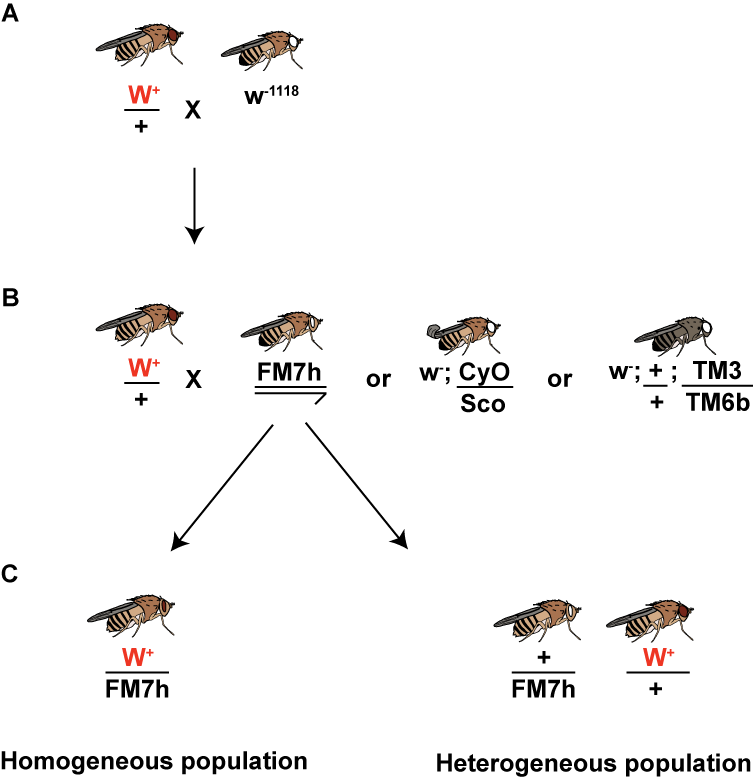 A
W+
+
X
w-1118
B
W+
+
X
FM7h
or
w-; CyO
Sco
or
w-; + ; TM3
+ TM6b
C
W+
FM7h
+
FM7h
W+
+
Homogeneous population
Heterogeneous population